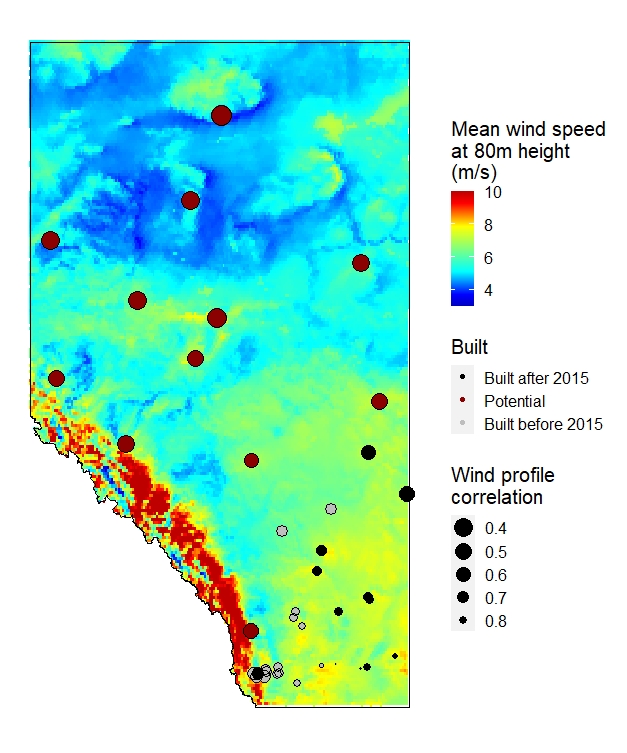 Mean wind speed
at 80m height
(m/s)
10
8
6
4
Built
Built after 2015
Potential
Built before 2015
Wind profile
correlation
0.4
0.5
0.6
0.7
0.8